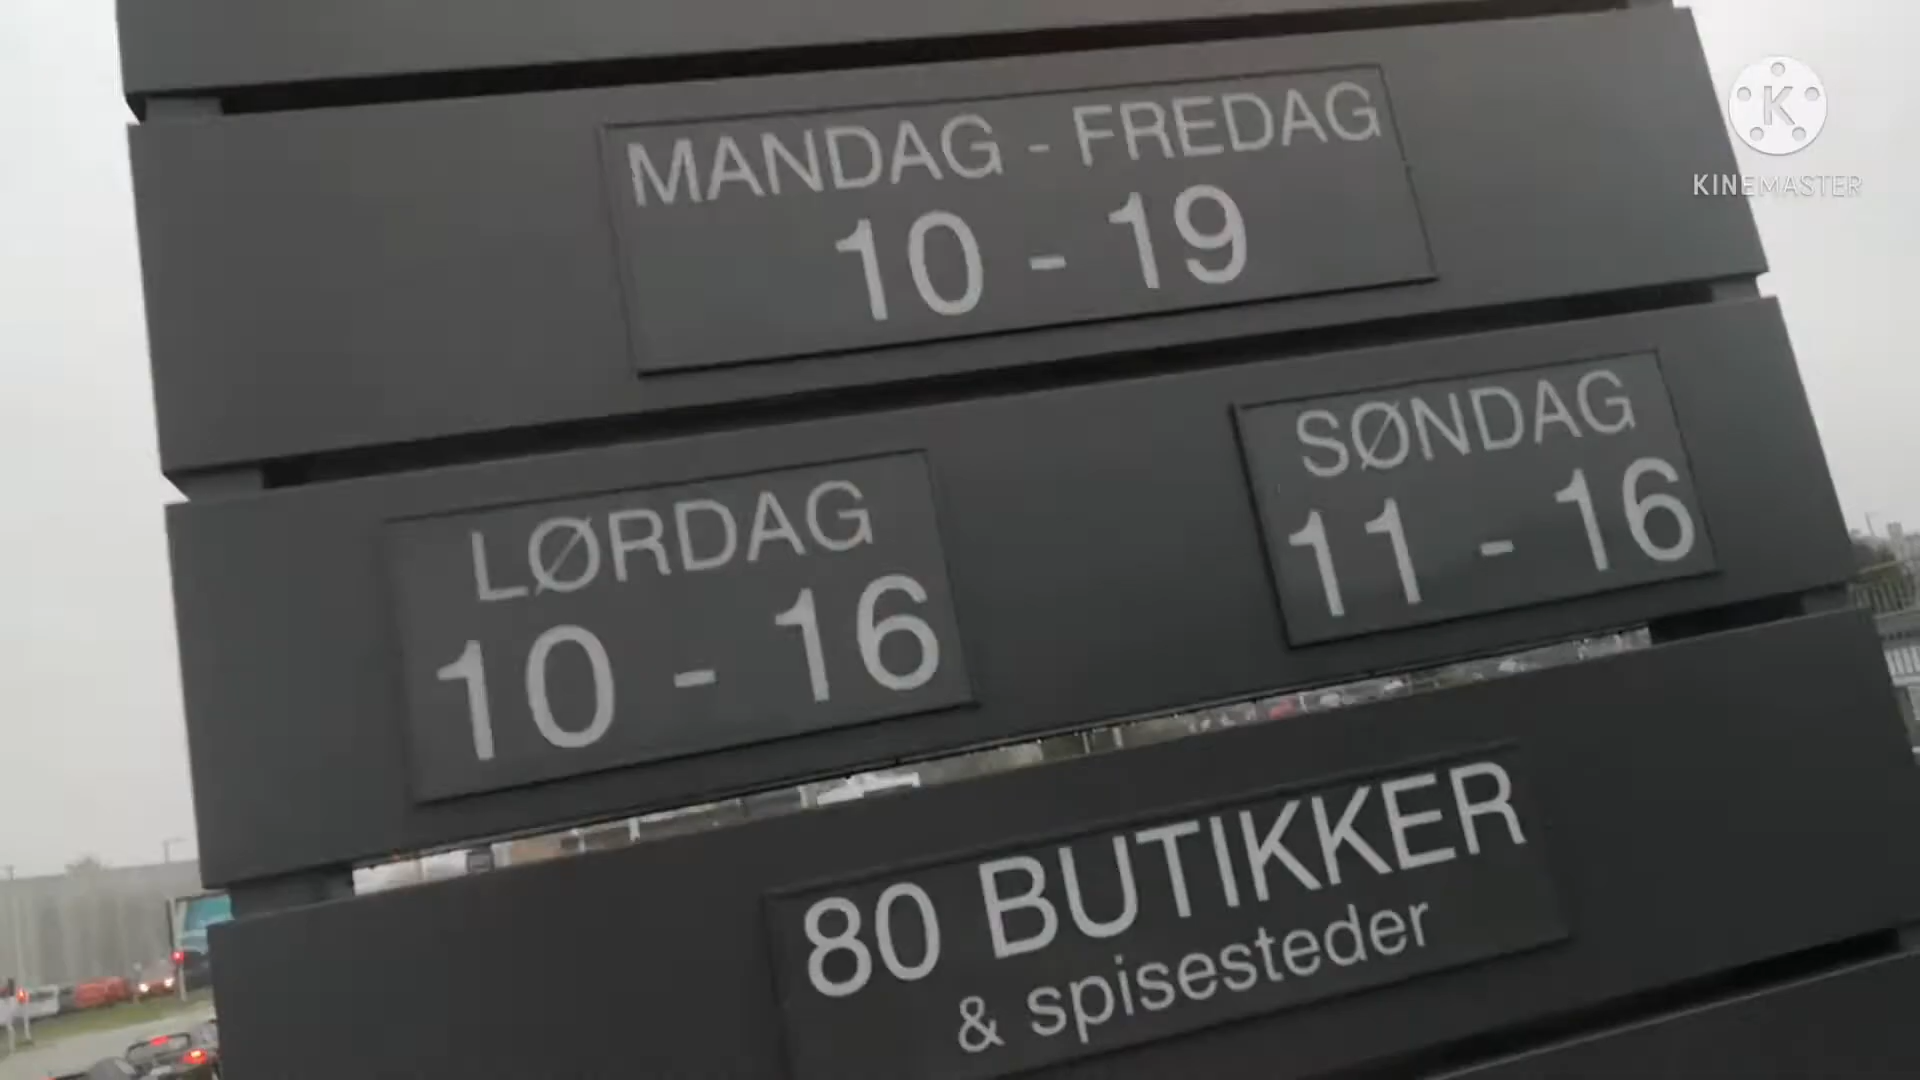 MANDAG - FREDAG
10 - 19
SØNDAG
11 - 16
LØRDAG
10 - 16
80 BUTIKKER
& spisesteder
K
KINEMASTER